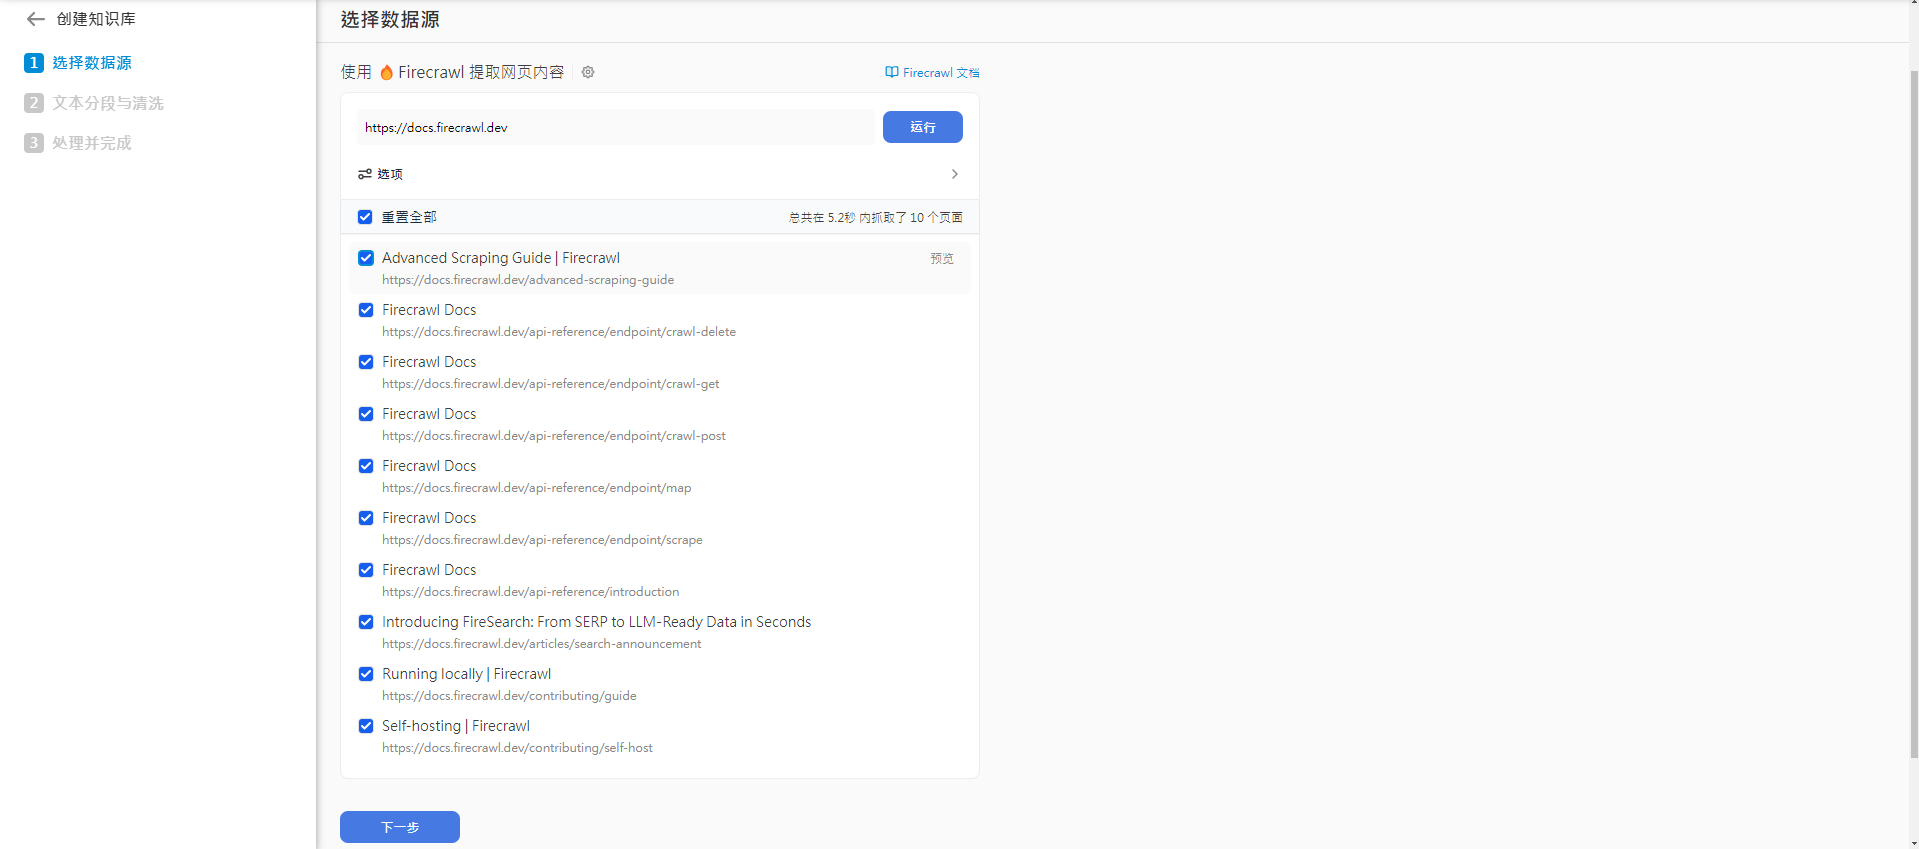 创建知识库
1 选择数据源
2 文本分段与清洗
3 处理并完成
选择数据源
使用 🔥 Firecrawl 提取网页内容
Firecrawl 文档
https://docs.firecrawl.dev
运行
选项
重置全部
总共在 5.2秒 内抓取了 10 个页面
Advanced Scraping Guide | Firecrawl
预览
https://docs.firecrawl.dev/advanced-scraping-guide
Firecrawl Docs
https://docs.firecrawl.dev/api-reference/endpoint/crawl-delete
Firecrawl Docs
https://docs.firecrawl.dev/api-reference/endpoint/crawl-get
Firecrawl Docs
https://docs.firecrawl.dev/api-reference/endpoint/crawl-post
Firecrawl Docs
https://docs.firecrawl.dev/api-reference/endpoint/map
Firecrawl Docs
https://docs.firecrawl.dev/api-reference/endpoint/scrape
Firecrawl Docs
https://docs.firecrawl.dev/api-reference/introduction
Introducing FireSearch: From SERP to LLM-Ready Data in Seconds
https://docs.firecrawl.dev/articles/search-announcement
Running locally | Firecrawl
https://docs.firecrawl.dev/contributing/guide
Self-hosting | Firecrawl
https://docs.firecrawl.dev/contributing/self-host
下一步